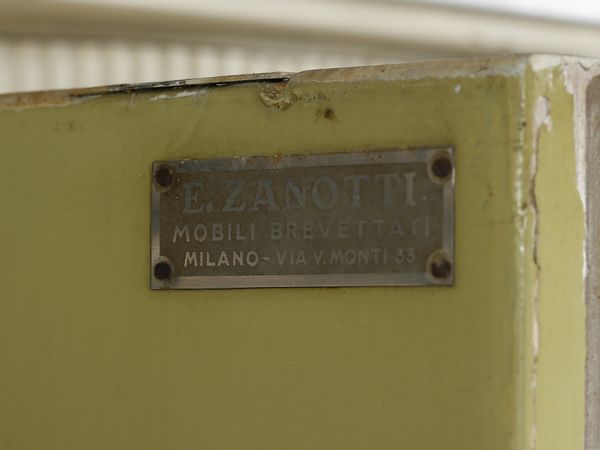 E. ZANOTTI
MOBILI BREVETTATI
MILANO - VIA V. MONTI 33